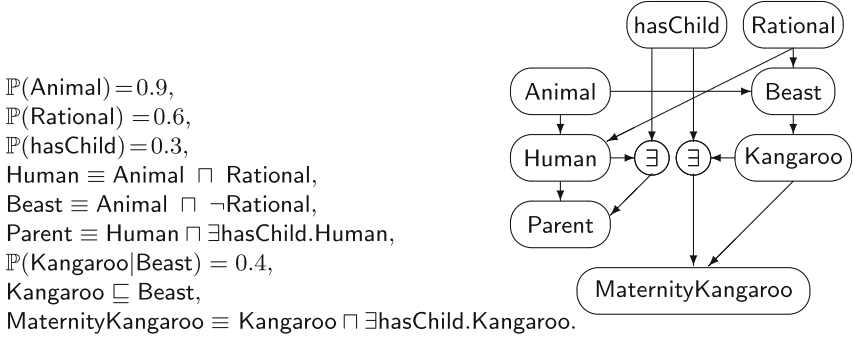 hasChild Rational
ℙ(Animal) = 0.9,
Animal Beast
ℙ(Rational) = 0.6,
ℙ(hasChild) = 0.3,
Human ∃ ∃ Kangaroo
Human ≡ Animal ⊓ Rational,
Beast ≡ Animal ⊓ ¬Rational,
Parent
Parent ≡ Human ⊓ ∃hasChild.Human,
ℙ(Kangaroo|Beast) = 0.4,
Kangaroo ⊑ Beast,
MaternityKangaroo
MaternityKangaroo ≡ Kangaroo ⊓ ∃hasChild.Kangaroo.